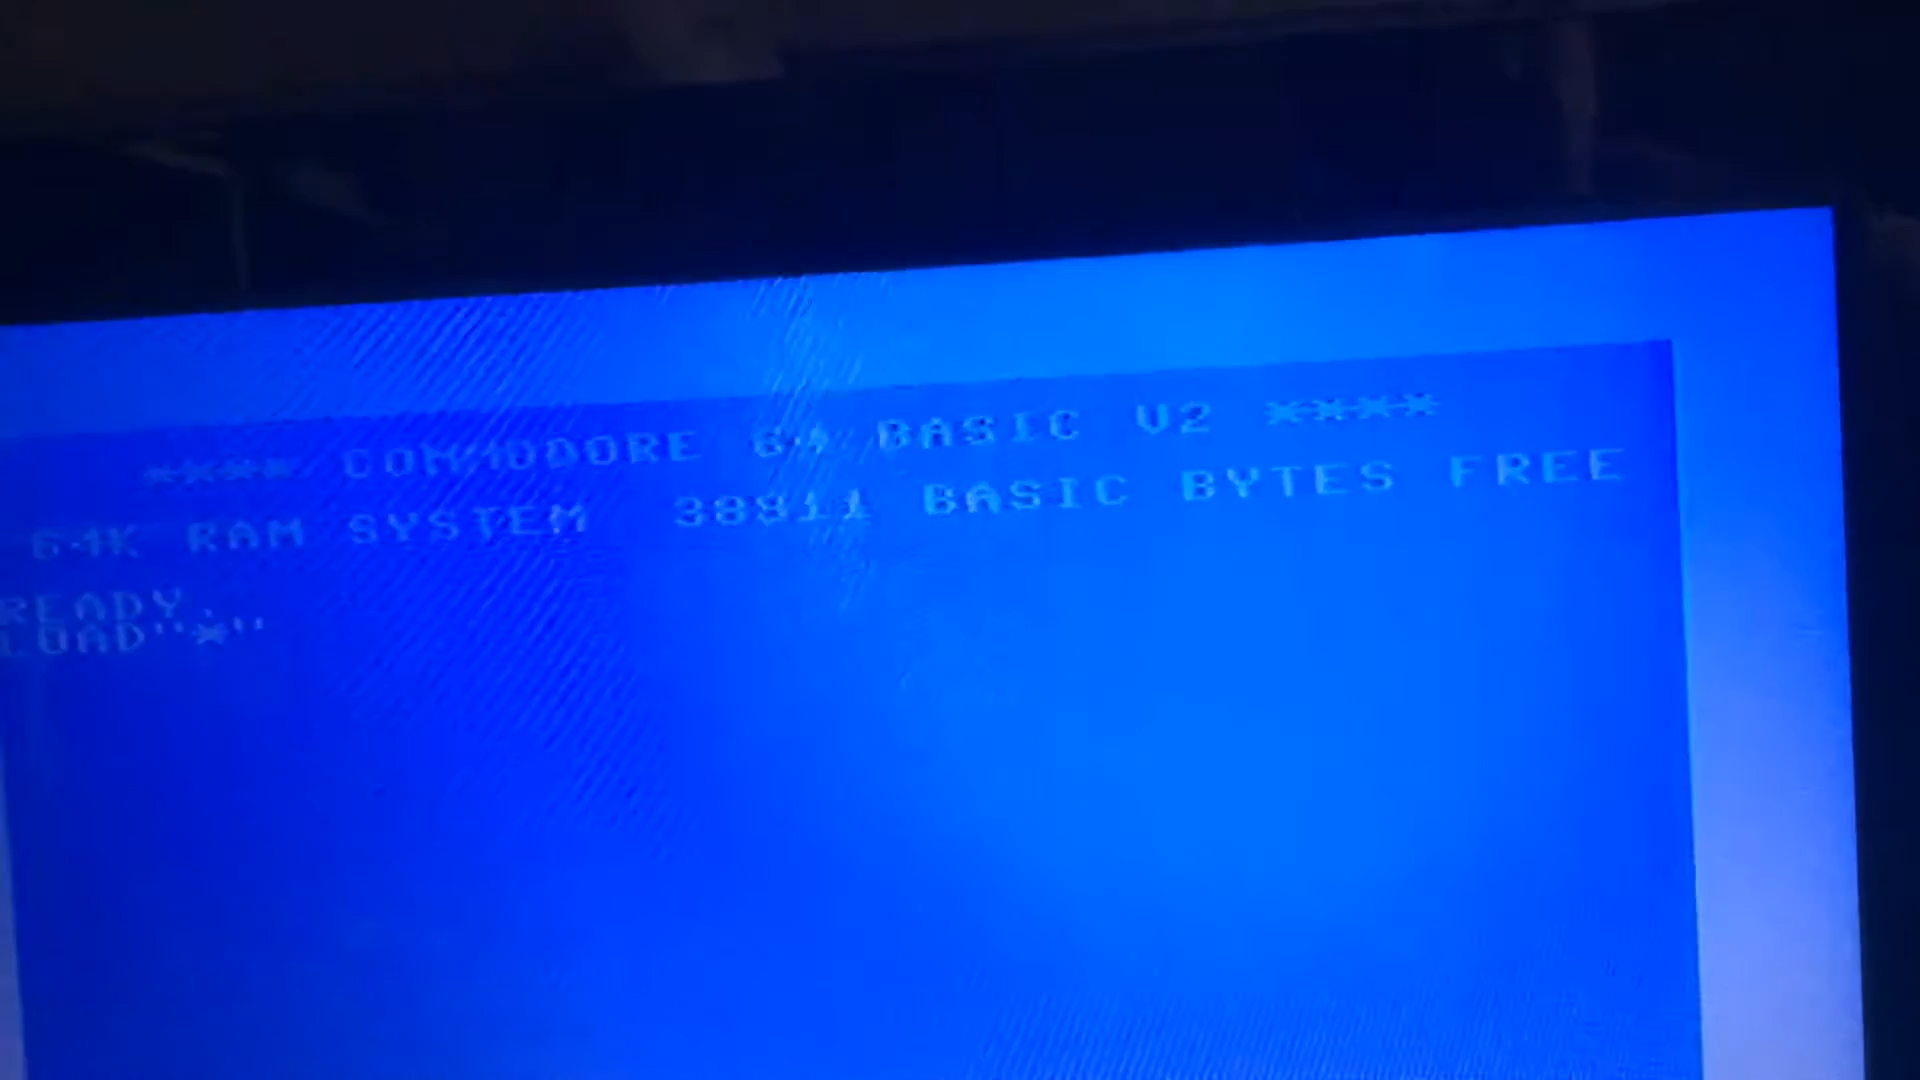 **** COMMODORE 64 BASIC V2 ****
64K RAM SYSTEM 38911 BASIC BYTES FREE
READY.
LOAD"*"